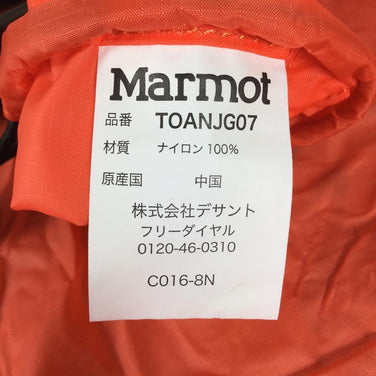 Marmot
品番 TOANJG07
材質 ナイロン 100%
原産国 中国
株式会社デサント
フリーダイヤル
0120-46-0310
C016-8N